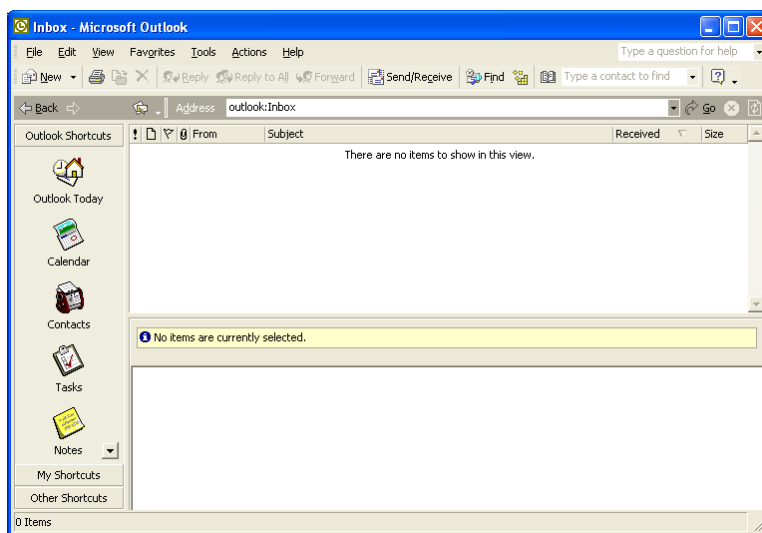 Inbox - Microsoft Outlook
File Edit View Favorites Tools Actions Help Type a question for help
New Reply Reply to All Forward Send/Receive Find Type a contact to find
Back Address outlook:Inbox Go
Outlook Shortcuts From Subject Received Size
There are no items to show in this view.
Outlook Today
Calendar
Contacts
No items are currently selected.
Tasks
Notes
My Shortcuts
Other Shortcuts
0 Items